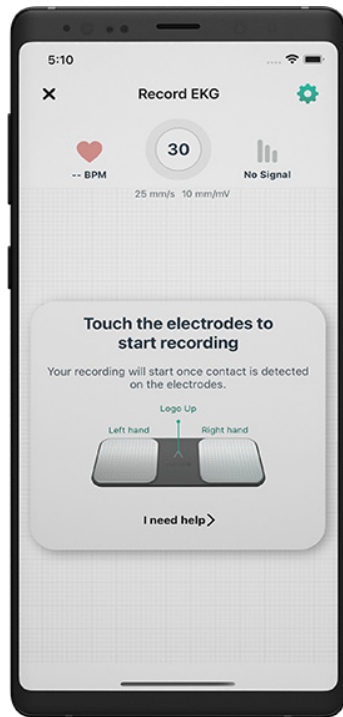 5:10
Record EKG
30
-- BPM
No Signal
25 mm/s 10 mm/mV
Touch the electrodes to
start recording
Your recording will start once contact is detected
on the electrodes.
Logo Up
Left hand
Right hand
I need help